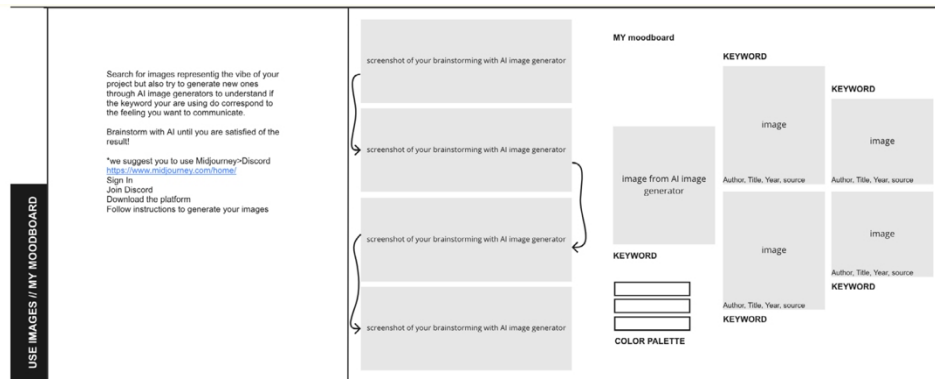 USE IMAGES // MY MOODBOARD
Search for images representig the vibe of your
project but also try to generate new ones
through AI image generators to understand if
the keyword your are using do correspond to
the feeling you want to communicate.
Brainstorm with AI until you are satisfied of the
result!
*we suggest you to use Midjourney>Discord
https://www.midjourney.com/home/
Sign In
Join Discord
Download the platform
Follow instructions to generate your images
screenshot of your brainstorming with AI image generator
screenshot of your brainstorming with AI image generator
screenshot of your brainstorming with AI image generator
screenshot of your brainstorming with AI image generator
MY moodboard
image from AI image
generator
KEYWORD
COLOR PALETTE
KEYWORD
image
Author, Title, Year, source
image
Author, Title, Year, source
KEYWORD
KEYWORD
image
Author, Title, Year, source
image
Author, Title, Year, source
KEYWORD